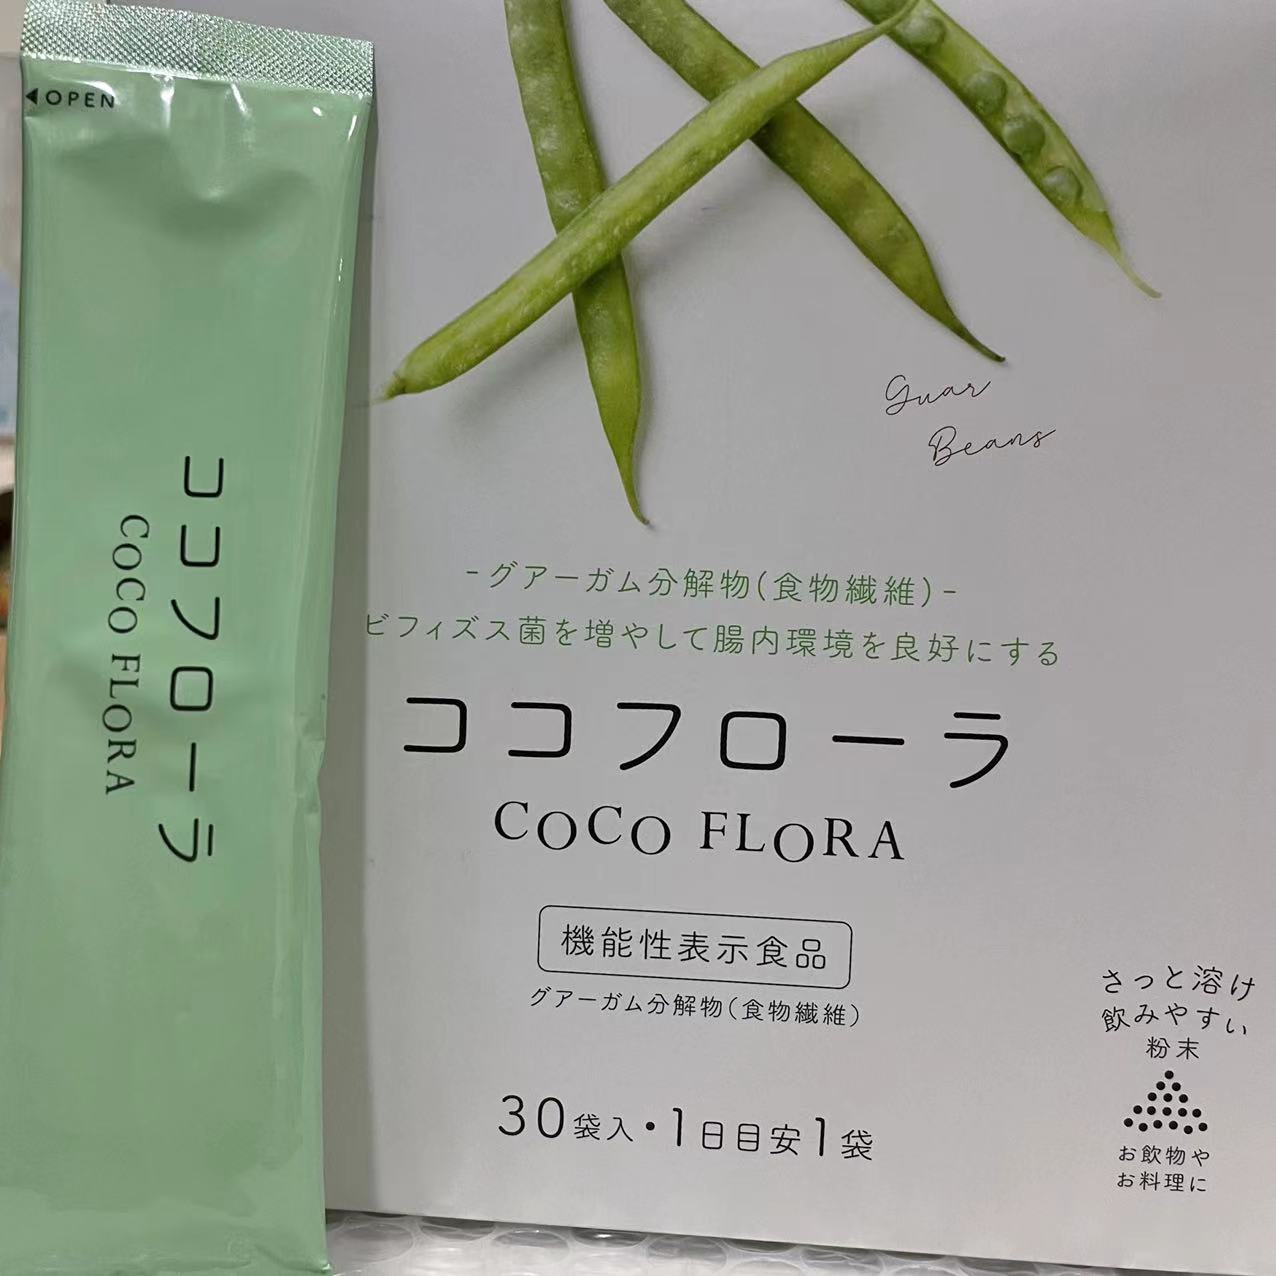 ◀OPEN
ココフローラ
COCO FLORA
Guar
Beans
-グアーガム分解物(食物繊維)-
ビフィズス菌を増やして腸内環境を良好にする
ココフローラ
COCO FLORA
機能性表示食品
グアーガム分解物(食物繊維)
30袋入・1日目安1袋
さっと溶け
飲みやすい
粉末
お飲物や
お料理に